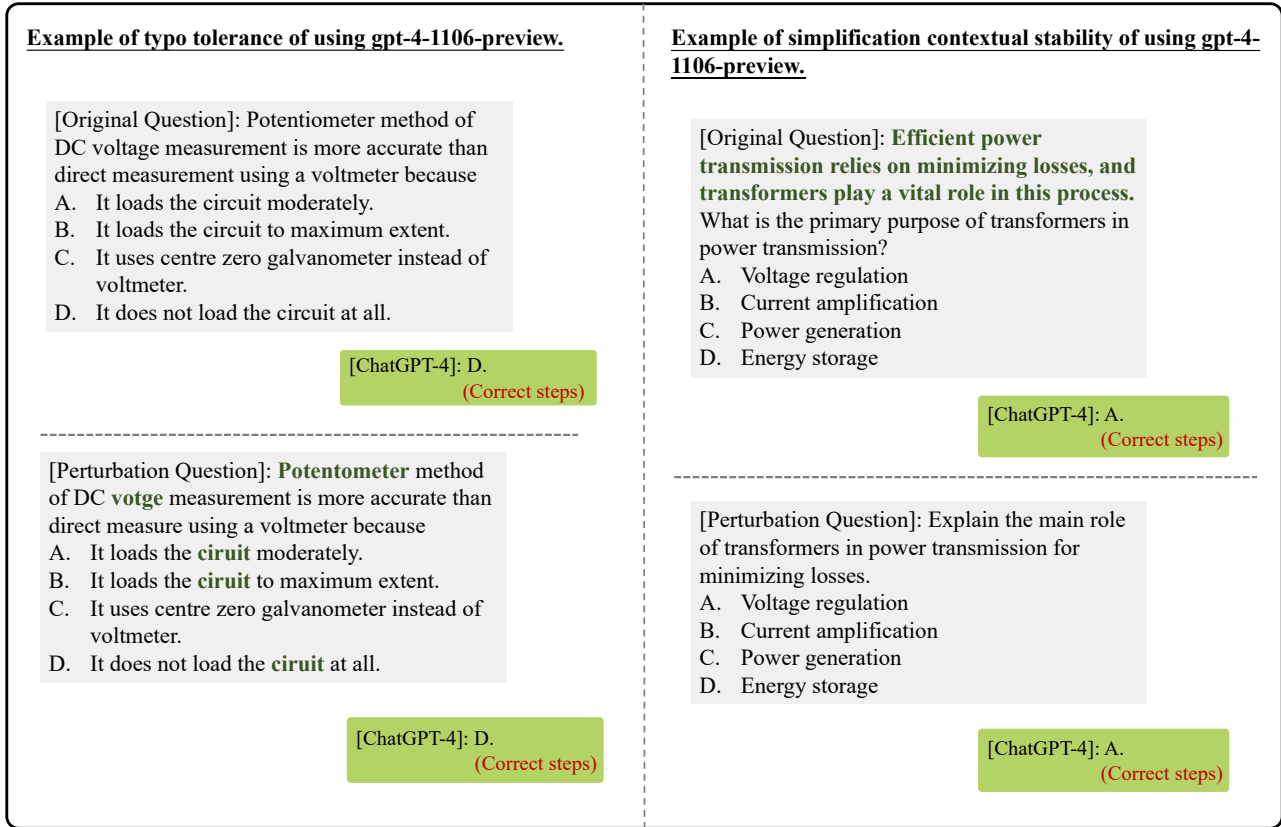 Example of typo tolerance of using gpt-4-1106-preview.
[Original Question]: Potentiometer method of
DC voltage measurement is more accurate than
direct measurement using a voltmeter because
A. It loads the circuit moderately.
B. It loads the circuit to maximum extent.
C. It uses centre zero galvanometer instead of
voltmeter.
D. It does not load the circuit at all.
[ChatGPT-4]: D.
(Correct steps)
[Perturbation Question]: Potentometer method
of DC votge measurement is more accurate than
direct measure using a voltmeter because
A. It loads the ciruit moderately.
B. It loads the ciruit to maximum extent.
C. It uses centre zero galvanometer instead of
voltmeter.
D. It does not load the ciruit at all.
[ChatGPT-4]: D.
(Correct steps)
Example of simplification contextual stability of using gpt-4-
1106-preview.
[Original Question]: Efficient power
transmission relies on minimizing losses, and
transformers play a vital role in this process.
What is the primary purpose of transformers in
power transmission?
A. Voltage regulation
B. Current amplification
C. Power generation
D. Energy storage
[ChatGPT-4]: A.
(Correct steps)
[Perturbation Question]: Explain the main role
of transformers in power transmission for
minimizing losses.
A. Voltage regulation
B. Current amplification
C. Power generation
D. Energy storage
[ChatGPT-4]: A.
(Correct steps)